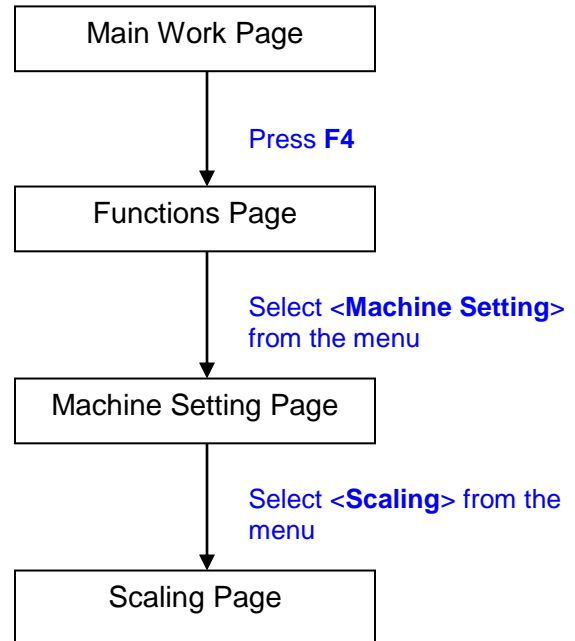 Main Work Page
Press F4
Functions Page
Select <Machine Setting>
from the menu
Machine Setting Page
Select <Scaling> from the
menu
Scaling Page